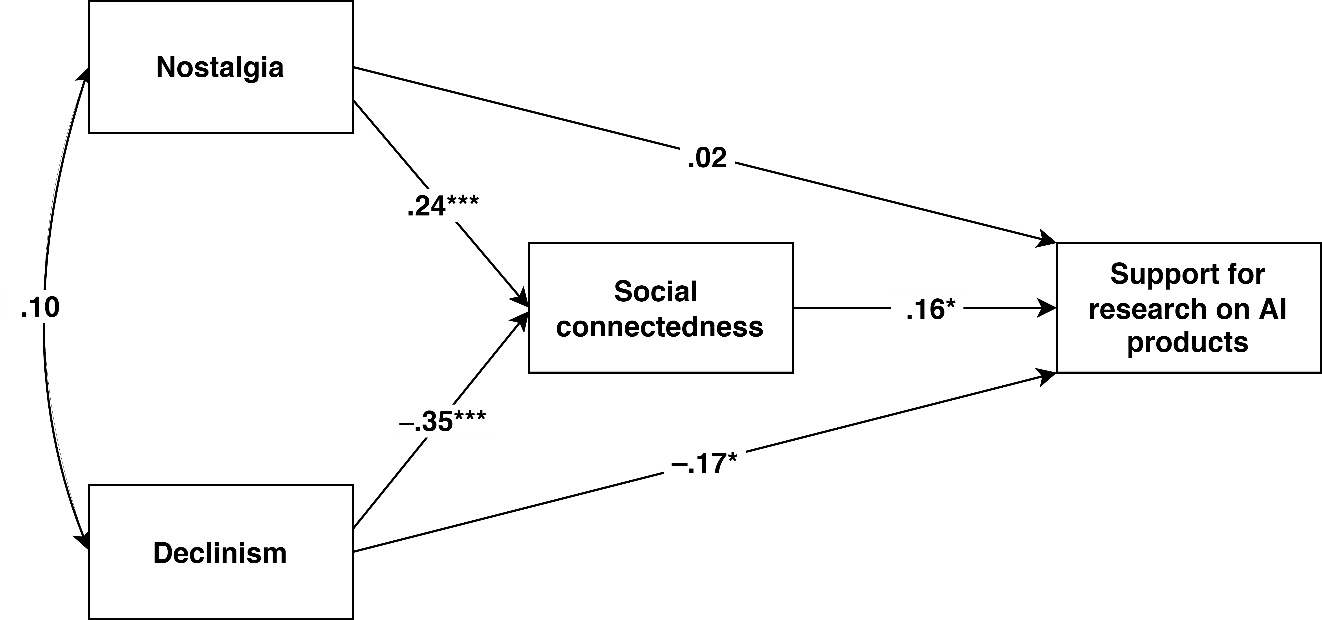 Nostalgia
.02
.24***
Social
connectedness
.16*
Support for
research on AI
products
.10
–.35***
–.17*
Declinism